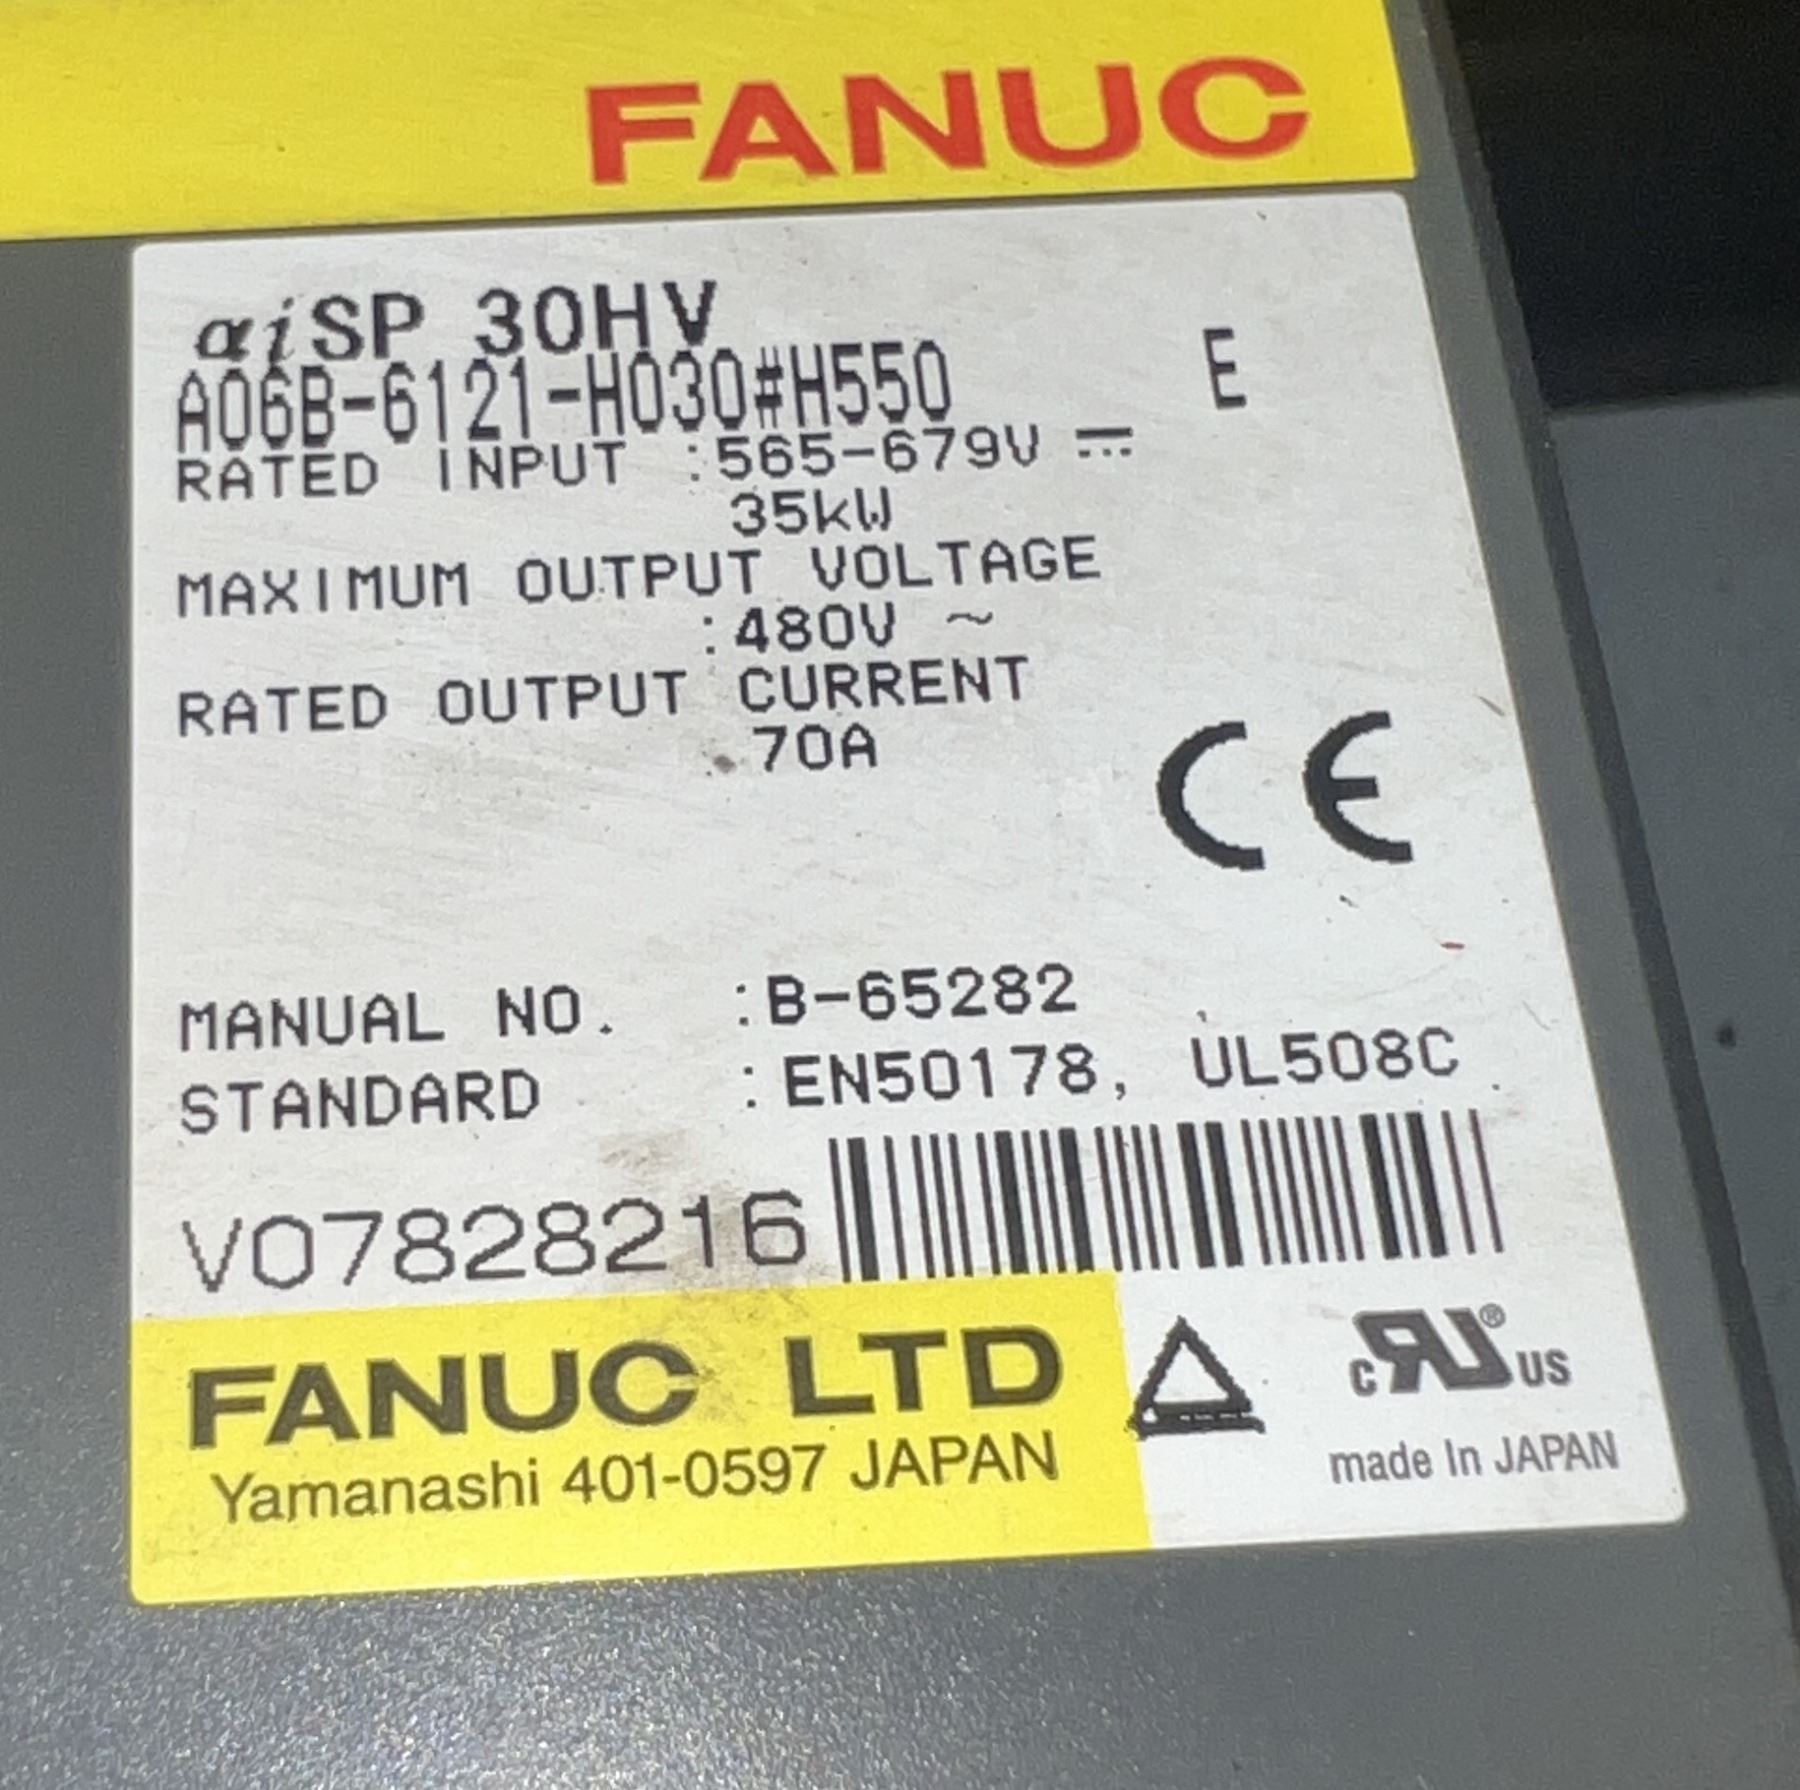 FANUC
αiSP 30HV
A06B-6121-H030#H550 E
RATED INPUT :565-679V ⎓
35kW
MAXIMUM OUTPUT VOLTAGE
:480V ~
RATED OUTPUT CURRENT
70A
CE
MANUAL NO. :B-65282
STANDARD :EN50178, UL508C
V07828216
FANUC LTD
Yamanashi 401-0597 JAPAN
c RU ® US
made In JAPAN